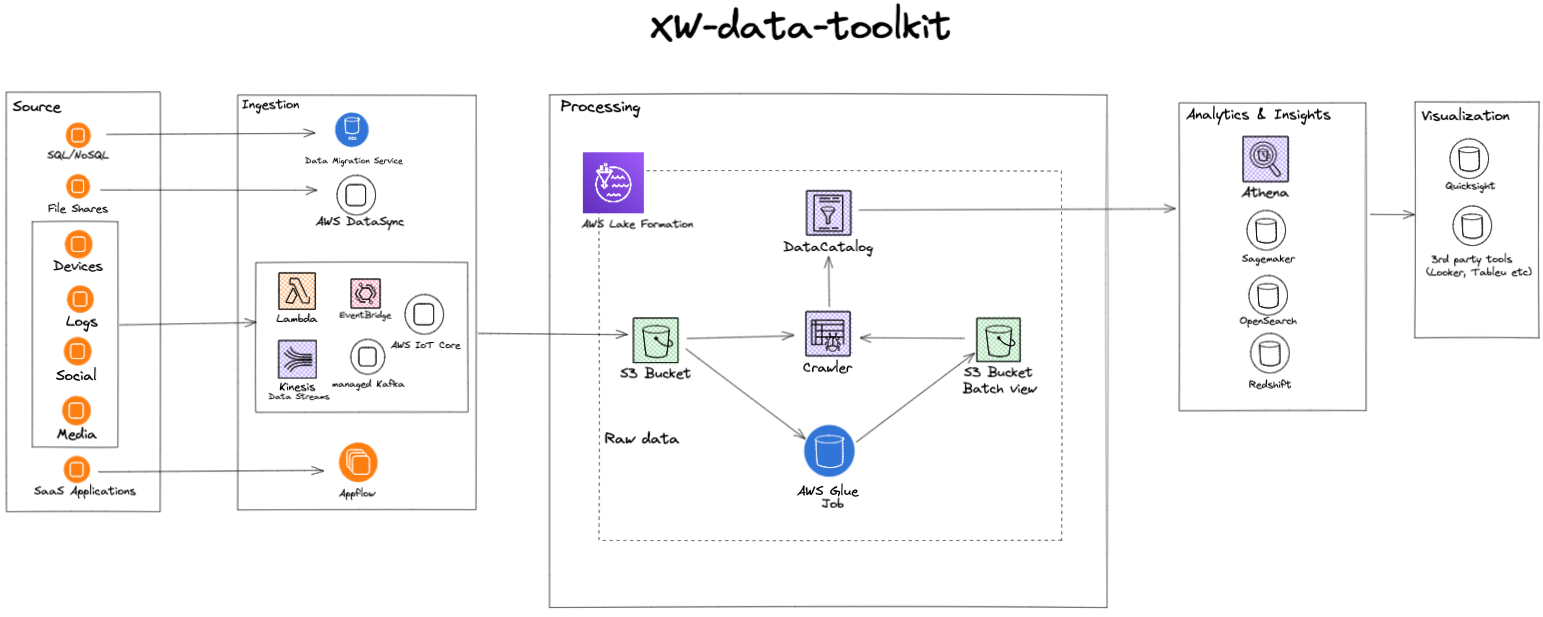 XW-data-toolkit
Source
SQL/NoSQL
File Shares
Devices
Logs
Social
Media
SaaS Applications
Ingestion
Data Migration Service
AWS DataSync
Lambda
EventBridge
AWS IoT Core
Kinesis
Data Streams
managed Kafka
Appflow
Processing
AWS Lake Formation
DataCatalog
S3 Bucket
Crawler
S3 Bucket
Batch view
Raw data
AWS Glue
Job
Analytics & Insights
Athena
Sagemaker
OpenSearch
Redshift
Visualization
Quicksight
3rd party tools
(Looker, Tableu etc)